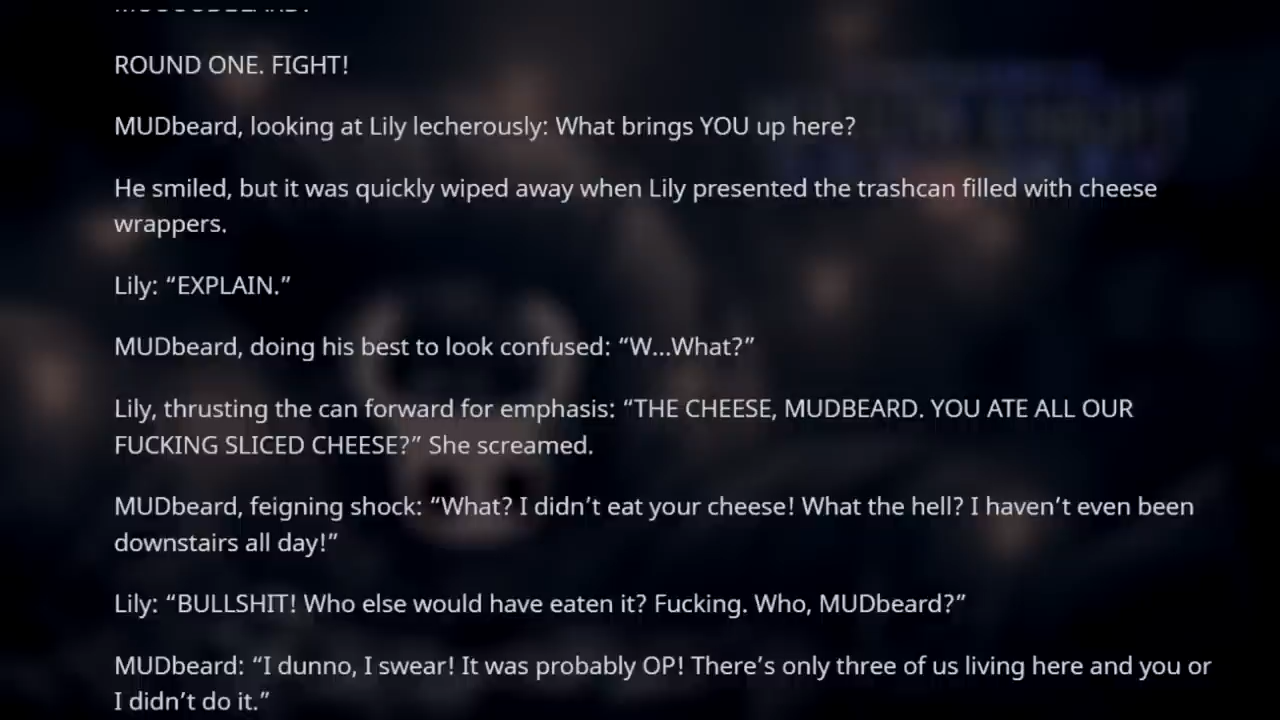 ROUND ONE. FIGHT!
MUDbeard, looking at Lily lecherously: What brings YOU up here?
He smiled, but it was quickly wiped away when Lily presented the trashcan filled with cheese
wrappers.
Lily: “EXPLAIN.”
MUDbeard, doing his best to look confused: “W...What?”
Lily, thrusting the can forward for emphasis: “THE CHEESE, MUDBEARD. YOU ATE ALL OUR
FUCKING SLICED CHEESE?” She screamed.
MUDbeard, feigning shock: “What? I didn’t eat your cheese! What the hell? I haven’t even been
downstairs all day!”
Lily: “BULLSHIT! Who else would have eaten it? Fucking. Who, MUDbeard?”
MUDbeard: “I dunno, I swear! It was probably OP! There’s only three of us living here and you or
I didn’t do it.”